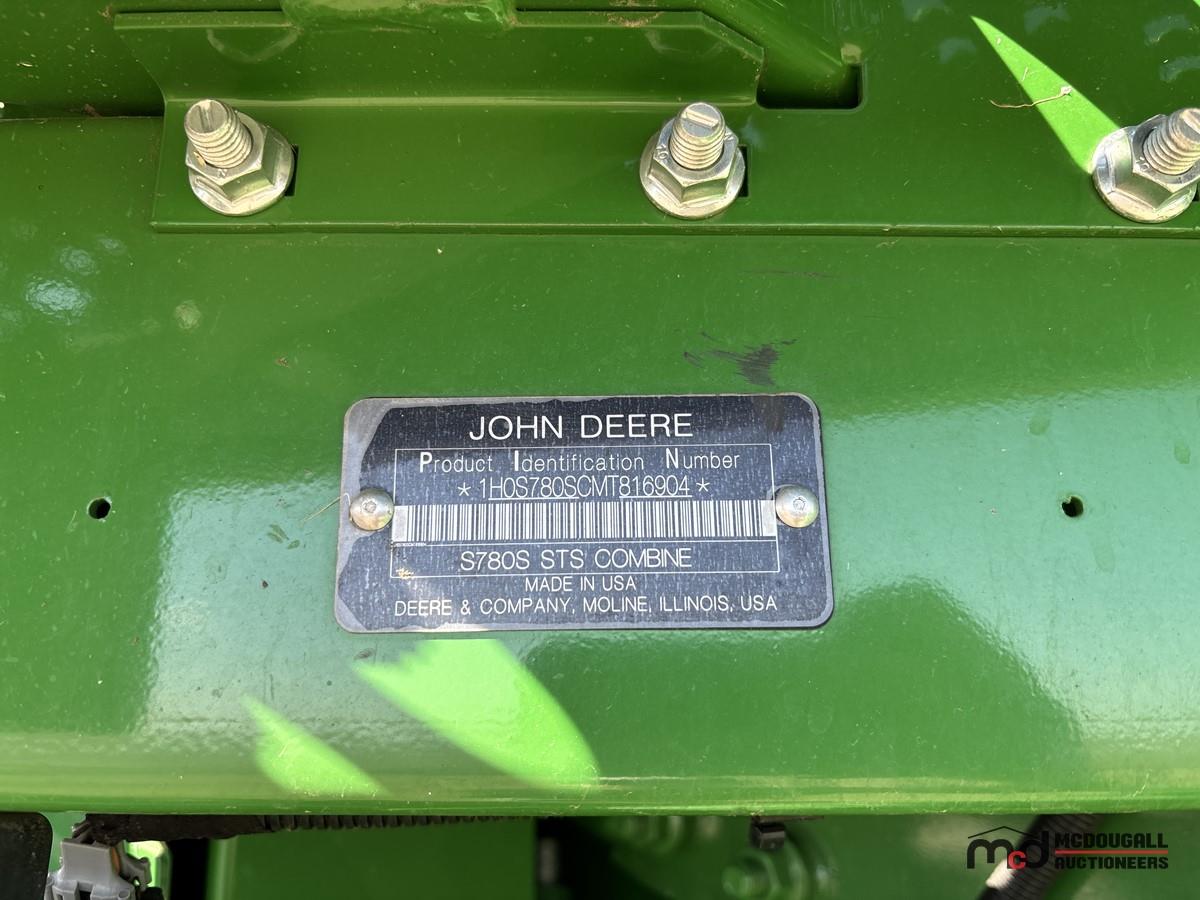 JOHN DEERE
Product Identification Number
*1H0S780SCMT816904*
S780S STS COMBINE
MADE IN USA
DEERE & COMPANY, MOLINE, ILLINOIS, USA
mcD MCDOUGALL
AUCTIONEERS